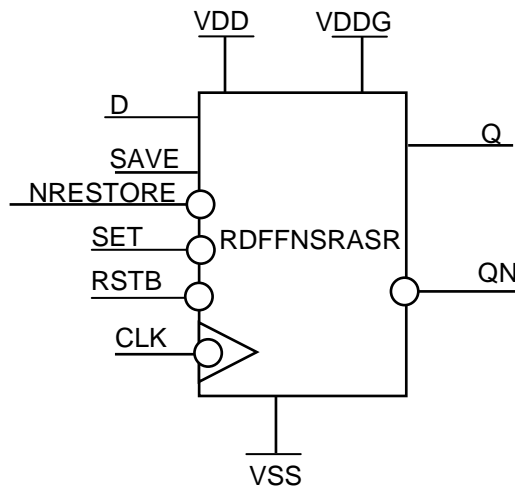 VDD
VDDG
D
Q
SAVE
NRESTORE
SET
RDFFNSRASR
RSTB
QN
CLK
VSS